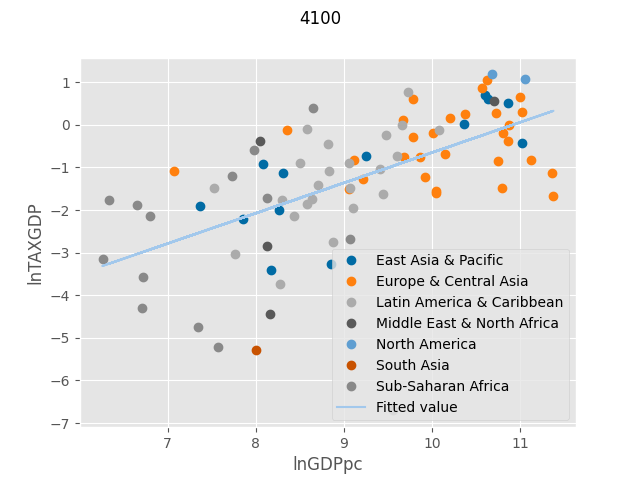 4100
1
0
−1
−2
−3
−4
−5
−6
−7
lnTAXGDP
East Asia & Pacific
Europe & Central Asia
Latin America & Caribbean
Middle East & North Africa
North America
South Asia
Sub-Saharan Africa
Fitted value
7 8 9 10 11
lnGDPpc